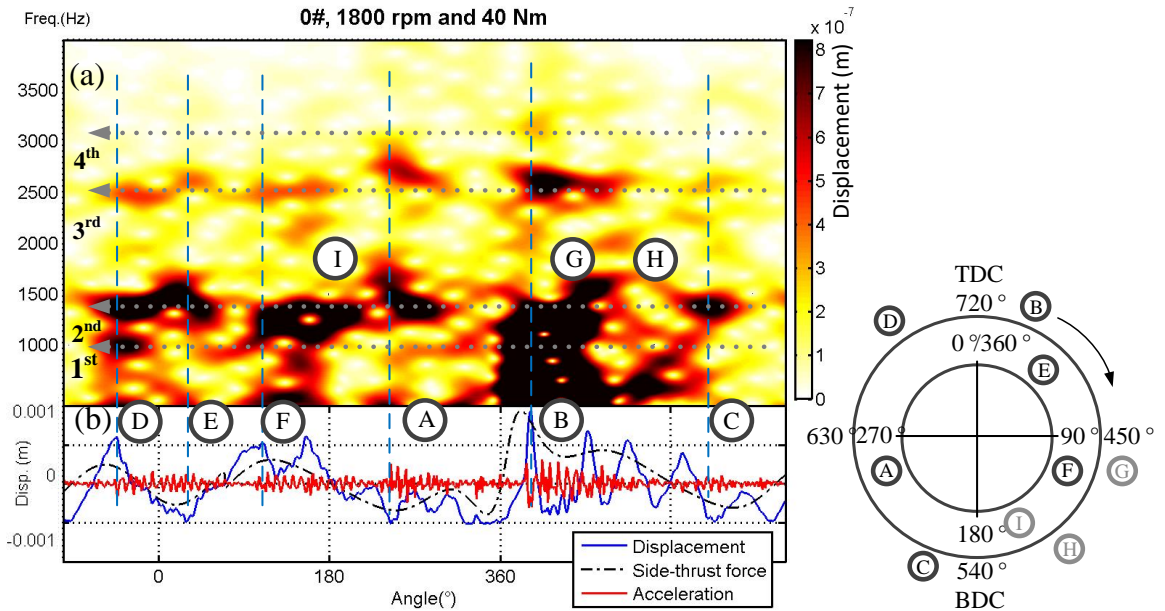 Freq.(Hz)
0#, 1800 rpm and 40 Nm
x 10⁻⁷
(a)
3500
3000
4th
2500
3rd
2000
1500
2nd
1000
1st
I
G
H
8
7
6
5
4
3
2
1
0
Displacement (m)
(b)
0.001
0
-0.001
Disp. (m)
D
E
F
A
B
C
0
180
360
Angle(°)
Displacement
Side-thrust force
Acceleration
TDC
720 °
0 °/360°
D
B
E
630°
270°
90°
450°
A
F
G
I
180 °
H
C
540 °
BDC